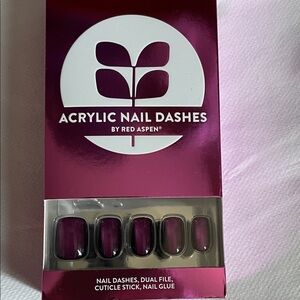 ACRYLIC NAIL DASHES
BY RED ASPEN®
NAIL DASHES, DUAL FILE,
CUTICLE STICK, NAIL GLUE